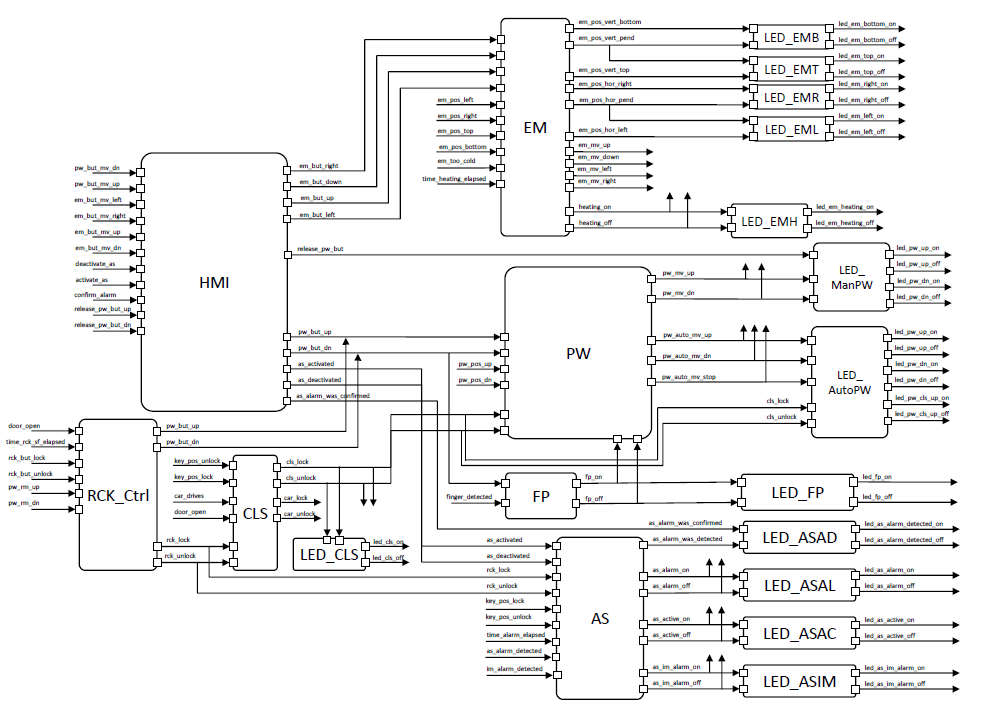 em_pos_vert_bottom
em_pos_vert_pend
em_pos_vert_top
em_pos_hor_right
em_pos_hor_pend
em_pos_hor_left
em_mv_up
em_mv_down
em_mv_left
em_mv_right
heating_on
heating_off
EM
em_pos_left
em_pos_right
em_pos_top
em_pos_bottom
em_too_cold
time_heating_elapsed
LED_EMB
led_em_bottom_on
led_em_bottom_off
LED_EMT
led_em_top_on
led_em_top_off
LED_EMR
led_em_right_on
led_em_right_off
LED_EML
led_em_left_on
led_em_left_off
LED_EMH
led_em_heating_on
led_em_heating_off
pw_but_mv_dn
pw_but_mv_up
em_but_mv_left
em_but_mv_right
em_but_mv_up
em_but_mv_dn
deactivate_as
activate_as
confirm_alarm
release_pw_but_up
release_pw_but_dn
HMI
em_but_right
em_but_down
em_but_up
em_but_left
release_pw_but
pw_but_up
pw_but_dn
as_activated
as_deactivated
as_alarm_was_confirmed
PW
pw_pos_up
pw_pos_dn
pw_mv_up
pw_mv_dn
pw_auto_mv_up
pw_auto_mv_dn
pw_auto_mv_stop
cls_lock
cls_unlock
LED_
ManPW
led_pw_up_on
led_pw_up_off
led_pw_dn_on
led_pw_dn_off
LED_
AutoPW
led_pw_up_on
led_pw_up_off
led_pw_dn_on
led_pw_dn_off
led_pw_cls_up_on
led_pw_cls_up_off
door_open
time_rck_sf_elapsed
rck_but_lock
rck_but_unlock
pw_rm_up
pw_rm_dn
RCK_Ctrl
pw_but_up
pw_but_dn
rck_lock
rck_unlock
key_pos_unlock
key_pos_lock
car_drives
door_open
CLS
cls_lock
cls_unlock
car_lock
car_unlock
LED_CLS
led_cls_on
led_cls_off
finger_detected
FP
fp_on
fp_off
LED_FP
led_fp_on
led_fp_off
as_activated
as_deactivated
rck_lock
rck_unlock
key_pos_lock
key_pos_unlock
time_alarm_elapsed
as_alarm_detected
im_alarm_detected
AS
as_alarm_was_confirmed
as_alarm_was_detected
as_alarm_on
as_alarm_off
as_active_on
as_active_off
as_im_alarm_on
as_im_alarm_off
LED_ASAD
led_as_alarm_detected_on
led_as_alarm_detected_off
LED_ASAL
led_as_alarm_on
led_as_alarm_off
LED_ASAC
led_as_active_on
led_as_active_off
LED_ASIM
led_as_im_alarm_on
led_as_im_alarm_off